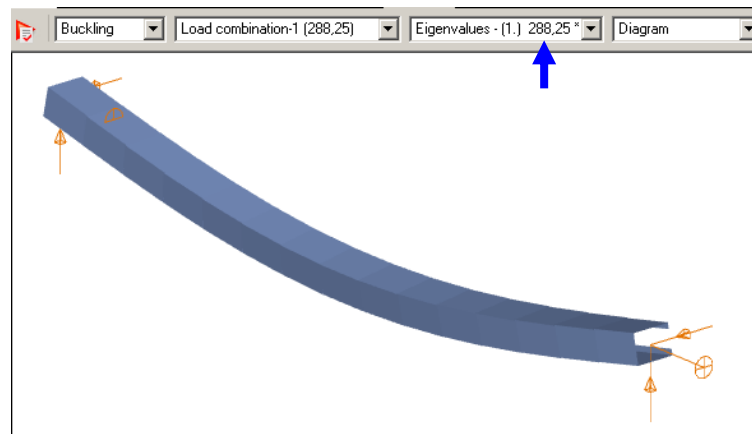 Buckling Load combination-1 (288,25) Eigenvalues - (1.) 288,25 * Diagram